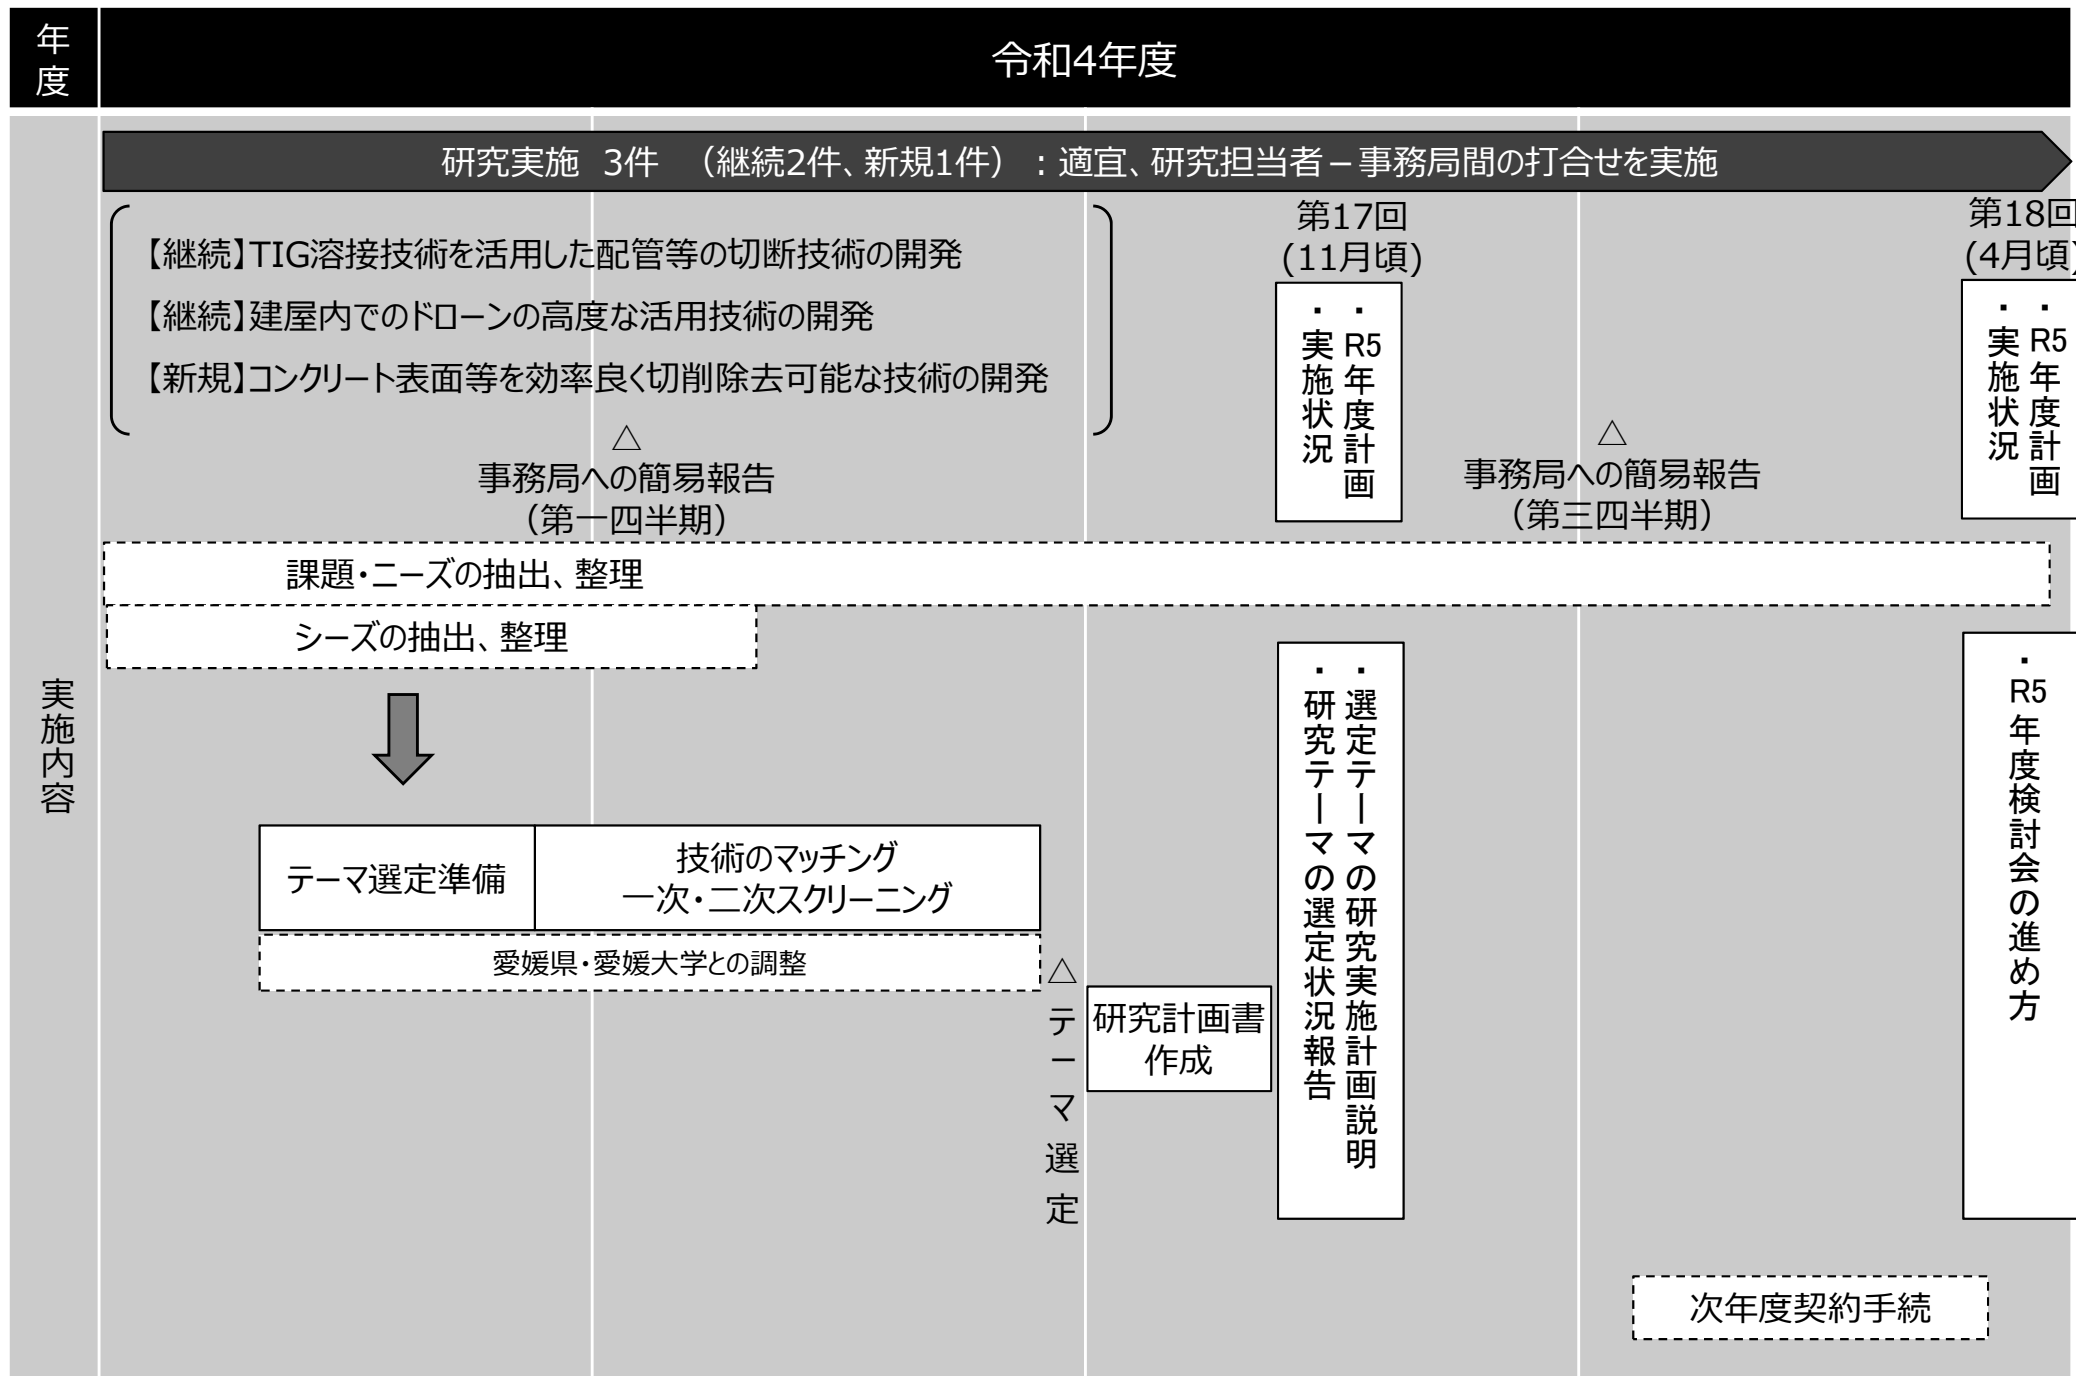 年度
令和4年度
研究実施 3件 （継続2件、新規1件）：適宜、研究担当者－事務局間の打合せを実施
【継続】TIG溶接技術を活用した配管等の切断技術の開発
【継続】建屋内でのドローンの高度な活用技術の開発
【新規】コンクリート表面等を効率良く切削除去可能な技術の開発
第17回
(11月頃)
・R5年度計画
・実施状況
第18回
(4月頃)
・R5年度計画
・実施状況
△
事務局への簡易報告
（第一四半期）
△
事務局への簡易報告
（第三四半期）
課題・ニーズの抽出、整理
シーズの抽出、整理
実施内容
テーマ選定準備
技術のマッチング
一次・二次スクリーニング
愛媛県・愛媛大学との調整
△テーマ選定
研究計画書
作成
・選定テーマの研究実施計画説明
・研究テーマの選定状況報告
・R5年度検討会の進め方
次年度契約手続